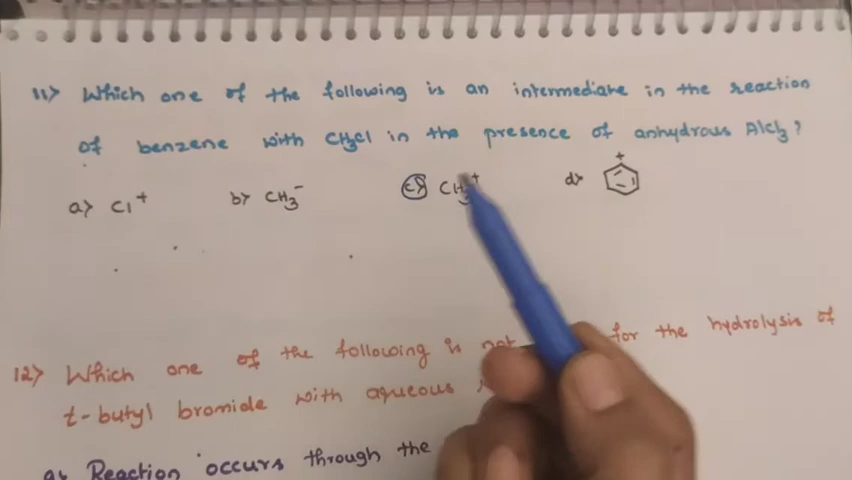 11> Which one of the following is an intermediate in the reaction
of benzene with CH3Cl in the presence of anhydrous AlCl3?
a> Cl+ b> CH3- c> CH3+ d> +
12> Which one of the following is not for the hydrolysis of
t-butyl bromide with aqueous
a> Reaction occurs through the